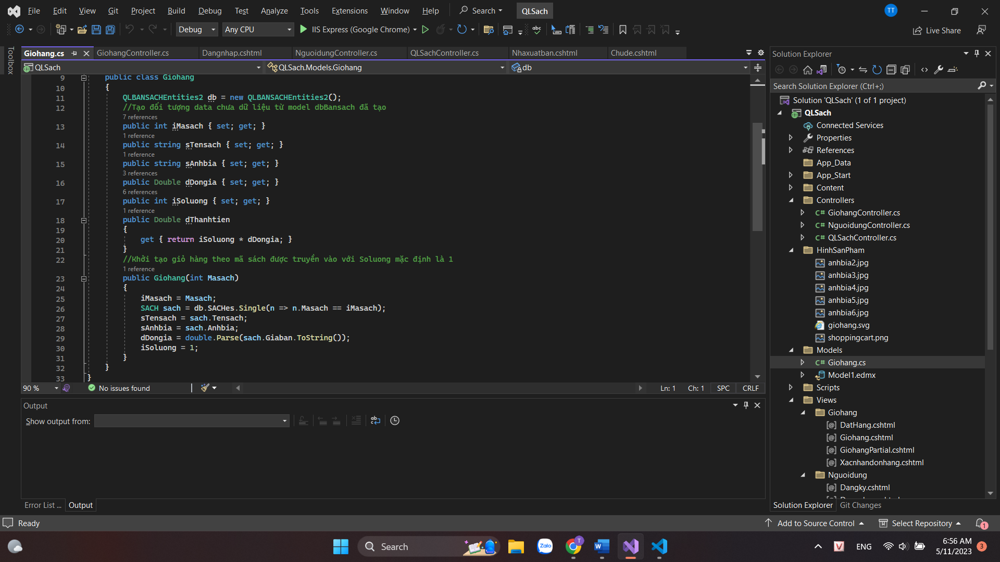 File Edit View Git Project Build Debug Test Analyze Tools Extensions Window Help Search QLSach TT
Debug Any CPU IIS Express (Google Chrome) Live Share
Toolbox
Giohang.cs GiohangController.cs Dangnhap.cshtml NguoidungController.cs QLSachController.cs Nhaxuatban.cshtml Chude.cshtml
QLSach QLSach.Models.Giohang db
9 public class Giohang
10 {
11 QLBANSACHEntities2 db = new QLBANSACHEntities2();
12 //Tạo đối tượng data chưa dữ liệu từ model dbBansach đã tạo
7 references
13 public int iMasach { set; get; }
1 reference
14 public string sTensach { set; get; }
1 reference
15 public string sAnhbia { set; get; }
3 references
16 public Double dDongia { set; get; }
6 references
17 public int iSoluong { set; get; }
1 reference
18 public Double dThanhtien
19 {
20 get { return iSoluong * dDongia; }
21 }
22 //Khởi tạo giỏ hàng theo mã sách được truyền vào với Soluong mặc định là 1
1 reference
23 public Giohang(int Masach)
24 {
25 iMasach = Masach;
26 SACH sach = db.SACHes.Single(n => n.Masach == iMasach);
27 sTensach = sach.Tensach;
28 sAnhbia = sach.Anhbia;
29 dDongia = double.Parse(sach.Giaban.ToString());
30 iSoluong = 1;
31 }
32 }
33 }
90 % No issues found Ln: 1 Ch: 1 SPC CRLF
Output
Show output from:
Error List ... Output
Solution Explorer
Search Solution Explorer (Ctrl+;)
Solution 'QLSach' (1 of 1 project)
QLSach
Connected Services
Properties
References
App_Data
App_Start
Content
Controllers
C# GiohangController.cs
C# NguoidungController.cs
C# QLSachController.cs
HinhSanPham
anhbia2.jpg
anhbia3.jpg
anhbia4.jpg
anhbia5.jpg
anhbia6.jpg
giohang.svg
shoppingcart.png
Models
C# Giohang.cs
Model1.edmx
Scripts
Views
Giohang
DatHang.cshtml
Giohang.cshtml
GiohangPartial.cshtml
Xacnhandonhang.cshtml
Nguoidung
Dangky.cshtml
Solution Explorer Git Changes
Ready Add to Source Control Select Repository 1
Search Zalo T W V ENG 6:56 AM
5/11/2023 3